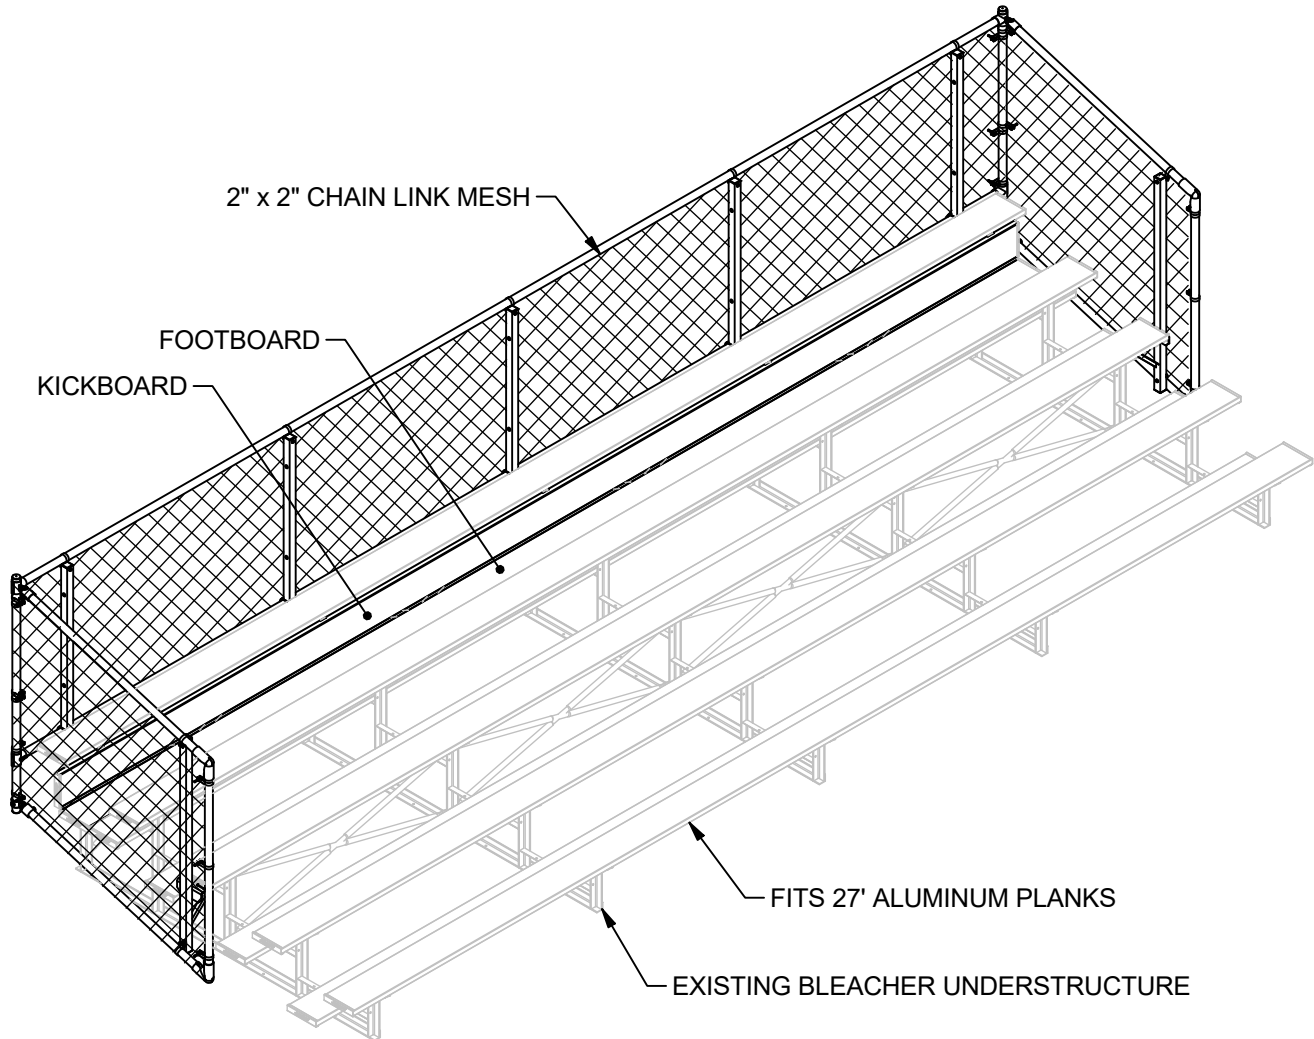 2" x 2" CHAIN LINK MESH
FOOTBOARD
KICKBOARD
FITS 27' ALUMINUM PLANKS
EXISTING BLEACHER UNDERSTRUCTURE